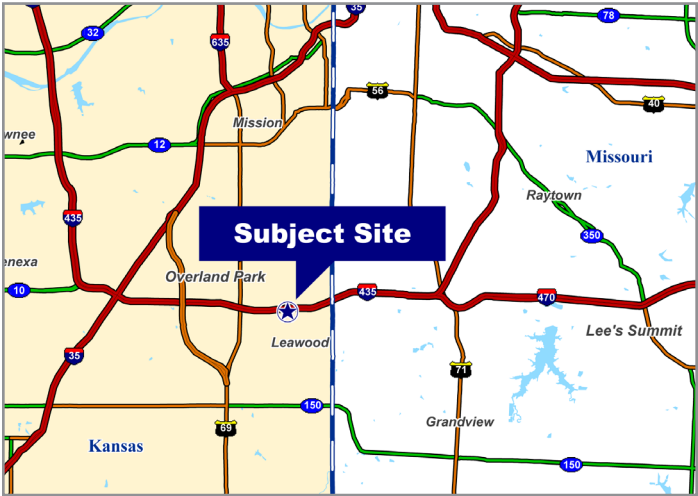 35
78
32
635
56
40
Mission
wnee
12
Missouri
Raytown
435
Subject Site
350
enexa
Overland Park
10
435
470
Lee's Summit
Leawood
35
71
150
Grandview
69
Kansas
150